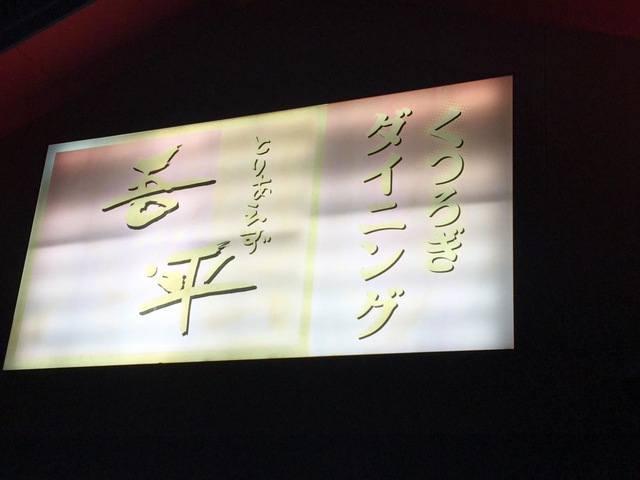 くつろぎ
ダイニング
とりあえず
吾平